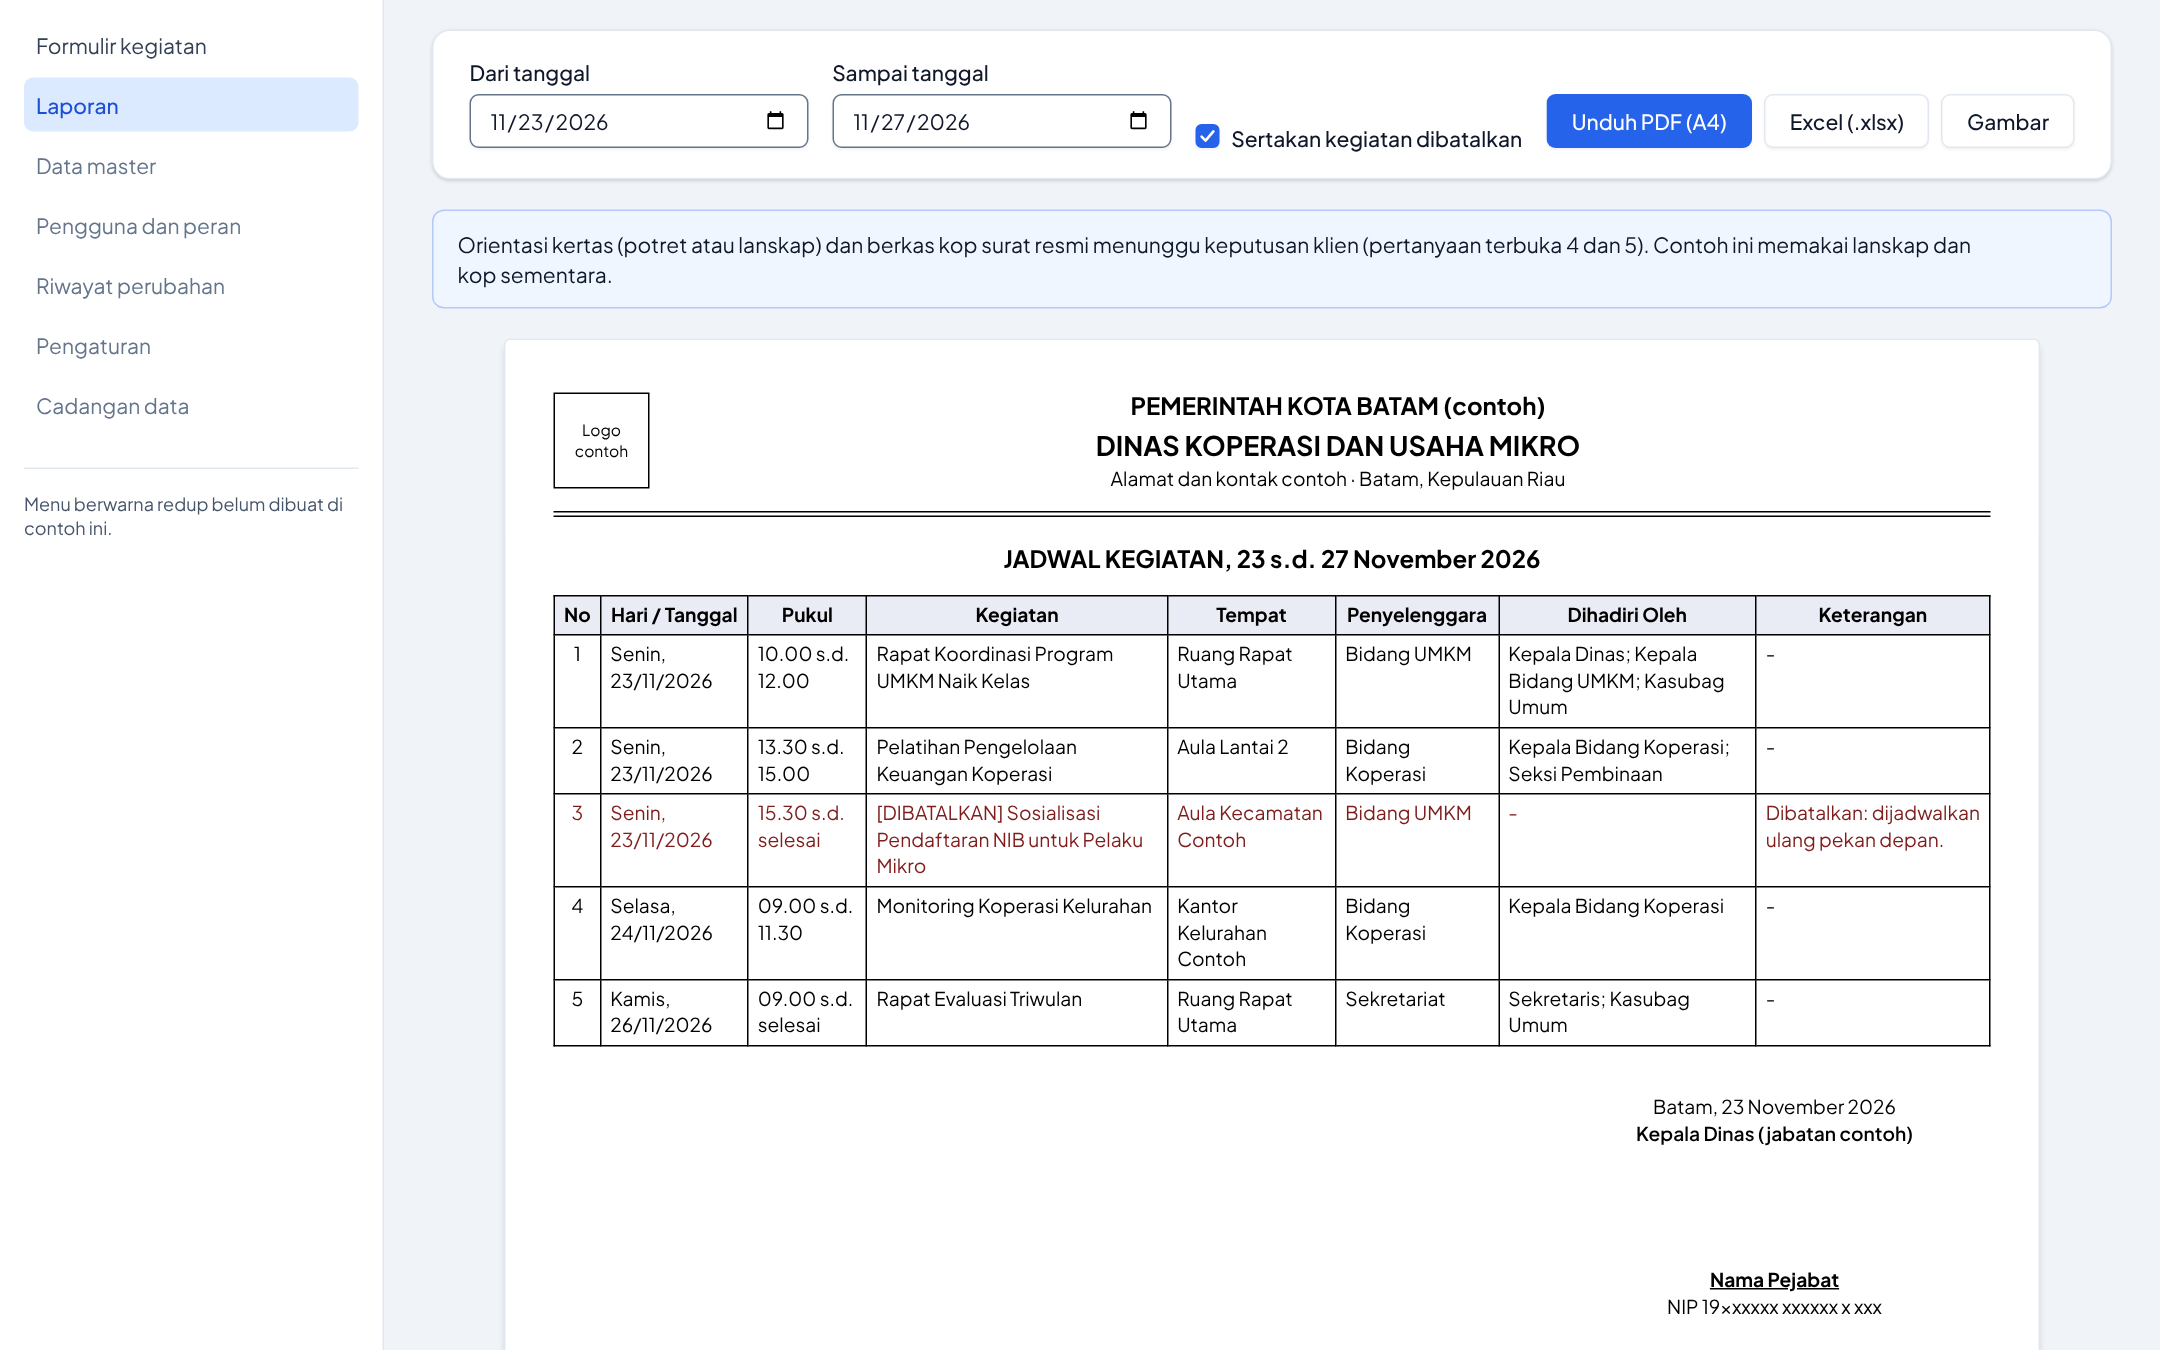 Formulir kegiatan
Laporan
Data master
Pengguna dan peran
Riwayat perubahan
Pengaturan
Cadangan data
Menu berwarna redup belum dibuat di
contoh ini.
Dari tanggal
11/23/2026
Sampai tanggal
11/27/2026
Sertakan kegiatan dibatalkan
Unduh PDF (A4)
Excel (.xlsx)
Gambar
Orientasi kertas (potret atau lanskap) dan berkas kop surat resmi menunggu keputusan klien (pertanyaan terbuka 4 dan 5). Contoh ini memakai lanskap dan
kop sementara.
Logo
contoh
PEMERINTAH KOTA BATAM (contoh)
DINAS KOPERASI DAN USAHA MIKRO
Alamat dan kontak contoh · Batam, Kepulauan Riau
JADWAL KEGIATAN, 23 s.d. 27 November 2026
No Hari / Tanggal Pukul Kegiatan Tempat Penyelenggara Dihadiri Oleh Keterangan
1 Senin, 10.00 s.d. Rapat Koordinasi Program Ruang Rapat Bidang UMKM Kepala Dinas; Kepala -
23/11/2026 12.00 UMKM Naik Kelas Utama Bidang UMKM; Kasubag
Umum
2 Senin, 13.30 s.d. Pelatihan Pengelolaan Aula Lantai 2 Bidang Kepala Bidang Koperasi; -
23/11/2026 15.00 Keuangan Koperasi Koperasi Seksi Pembinaan
3 Senin, 15.30 s.d. [DIBATALKAN] Sosialisasi Aula Kecamatan Bidang UMKM - Dibatalkan: dijadwalkan
23/11/2026 selesai Pendaftaran NIB untuk Pelaku Contoh ulang pekan depan.
Mikro
4 Selasa, 09.00 s.d. Monitoring Koperasi Kelurahan Kantor Bidang Kepala Bidang Koperasi -
24/11/2026 11.30 Kelurahan Koperasi
Contoh
5 Kamis, 09.00 s.d. Rapat Evaluasi Triwulan Ruang Rapat Sekretariat Sekretaris; Kasubag -
26/11/2026 selesai Utama Umum
Batam, 23 November 2026
Kepala Dinas (jabatan contoh)
Nama Pejabat
NIP 19xxxxxx xxxxxx x xxx